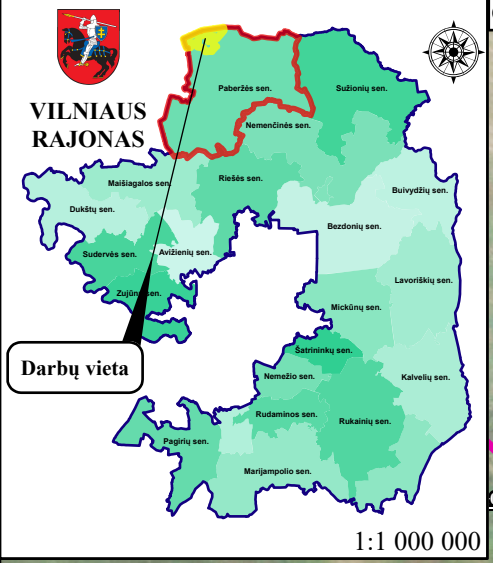 VILNIAUS
RAJONAS
Paberžės sen.
Sužionių sen.
Nemenčinės sen.
Maišiagalos sen.
Riešės sen.
Buivydžių sen.
Dukštų sen.
Bezdonių sen.
Sudervės sen.
Avižienių sen.
Lavoriškių sen.
Zujūnų sen.
Mickūnų sen.
Šatrininkų sen.
Darbų vieta
Nemežio sen.
Kalvelių sen.
Rudaminos sen.
Rukainių sen.
Pagirių sen.
Marijampolio sen.
1:1 000 000